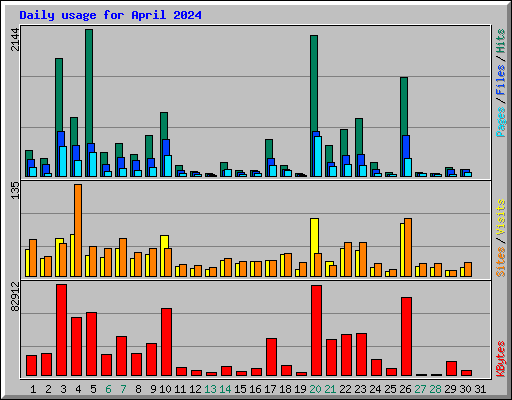 Daily usage for April 2024
2144
Pages / Files / Hits
135
Sites / Visits
82912
KBytes
1 2 3 4 5 6 7 8 9 10 11 12 13 14 15 16 17 18 19 20 21 22 23 24 25 26 27 28 29 30 31